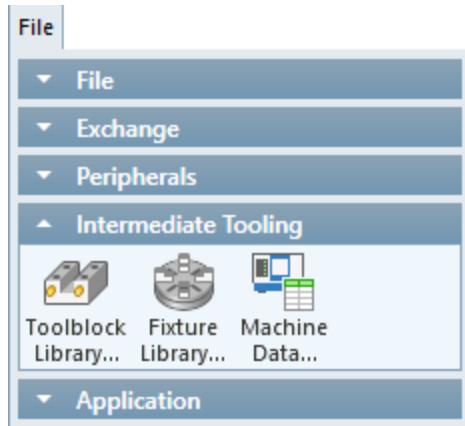 File
File
Exchange
Peripherals
Intermediate Tooling
Toolblock Fixture Machine
Library... Library... Data...
Application